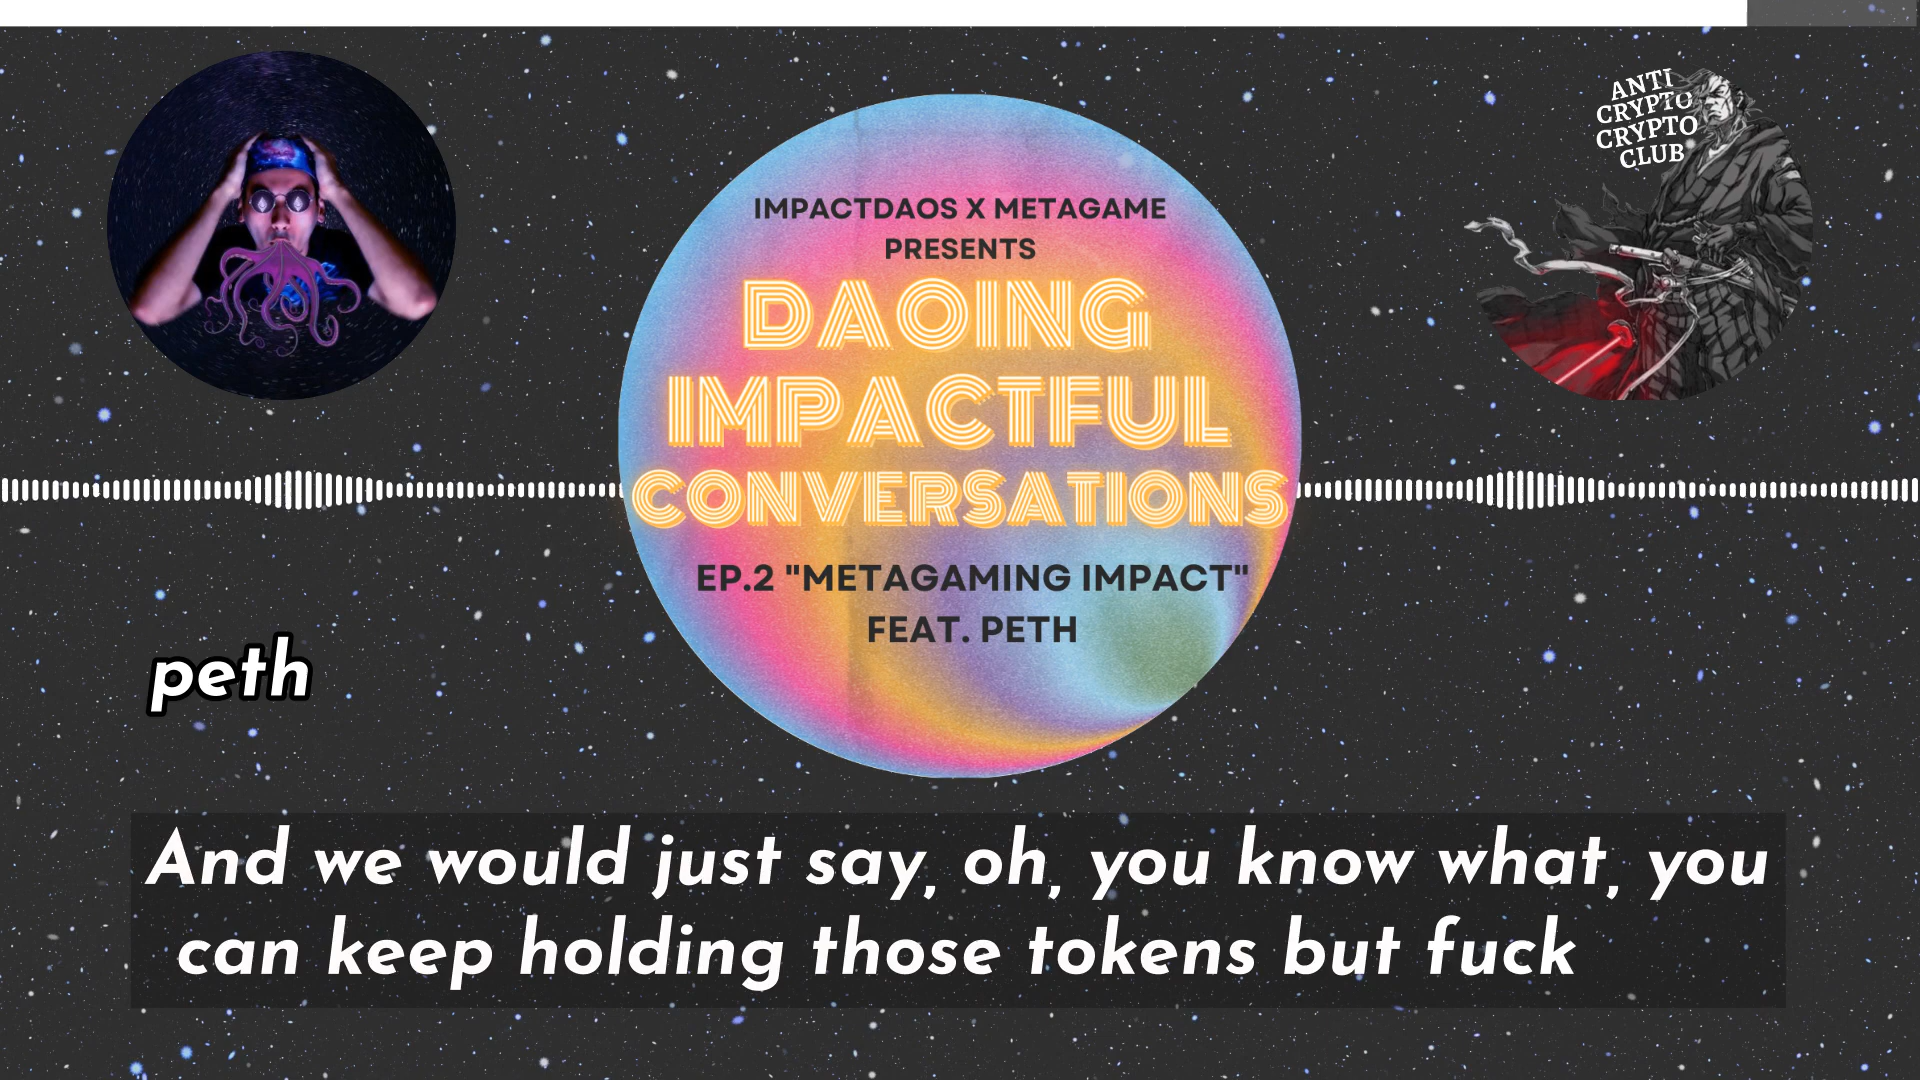 ANTI
CRYPTO
CRYPTO
CLUB
IMPACTDAOS X METAGAME
PRESENTS
DAOING
IMPACTFUL
CONVERSATIONS
EP.2 "METAGAMING IMPACT"
FEAT. PETH
peth
And we would just say, oh, you know what, you
can keep holding those tokens but fuck